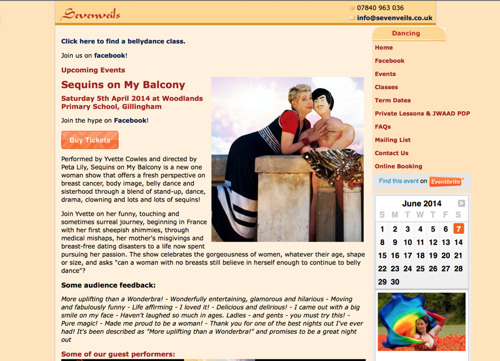 Sevenveils
07840 963 036
info@sevenveils.co.uk
Click here to find a bellydance class.
Join us on facebook!
Upcoming Events
Sequins on My Balcony
Saturday 5th April 2014 at Woodlands
Primary School, Gillingham
Join the hype on Facebook!
Buy Tickets
Performed by Yvette Cowles and directed by
Peta Lily, Sequins on My Balcony is a new one
woman show that offers a fresh perspective on
breast cancer, body image, belly dance and
sisterhood through a blend of stand-up, dance,
drama, clowning and lots and lots of sequins!
Join Yvette on her funny, touching and
sometimes surreal journey, beginning in France
with her first sheepish shimmies, through
medical mishaps, her mother's misgivings and
breast-free dating disasters to a life now spent
pursuing her passion. The show celebrates the gorgeousness of women, whatever their age, shape
or size, and asks "can a woman with no breasts still believe in herself enough to continue to belly
dance"?
Some audience feedback:
More uplifting than a Wonderbra! - Wonderfully entertaining, glamorous and hilarious - Moving
and fabulously funny - Life affirming - I loved it! - Delicious and delirious! - I came out with a big
smile on my face - Haven't laughed so much in ages. Ladies - and gents - you must try this! -
Pure magic! - Made me proud to be a woman! - Thank you for one of the best nights out I've ever
had! It's been described as "More uplifting than a Wonderbra!" and promises to be a great night
out
Some of our guest performers:
Dancing
Home
Facebook
Events
Classes
Term Dates
Private Lessons & JWAAD PDP
FAQs
Mailing List
Contact Us
Online Booking
Find this event on Eventbrite
June 2014
S M T W T F S
1 2 3 4 5 6 7
8 9 10 11 12 13 14
15 16 17 18 19 20 21
22 23 24 25 26 27 28
29 30